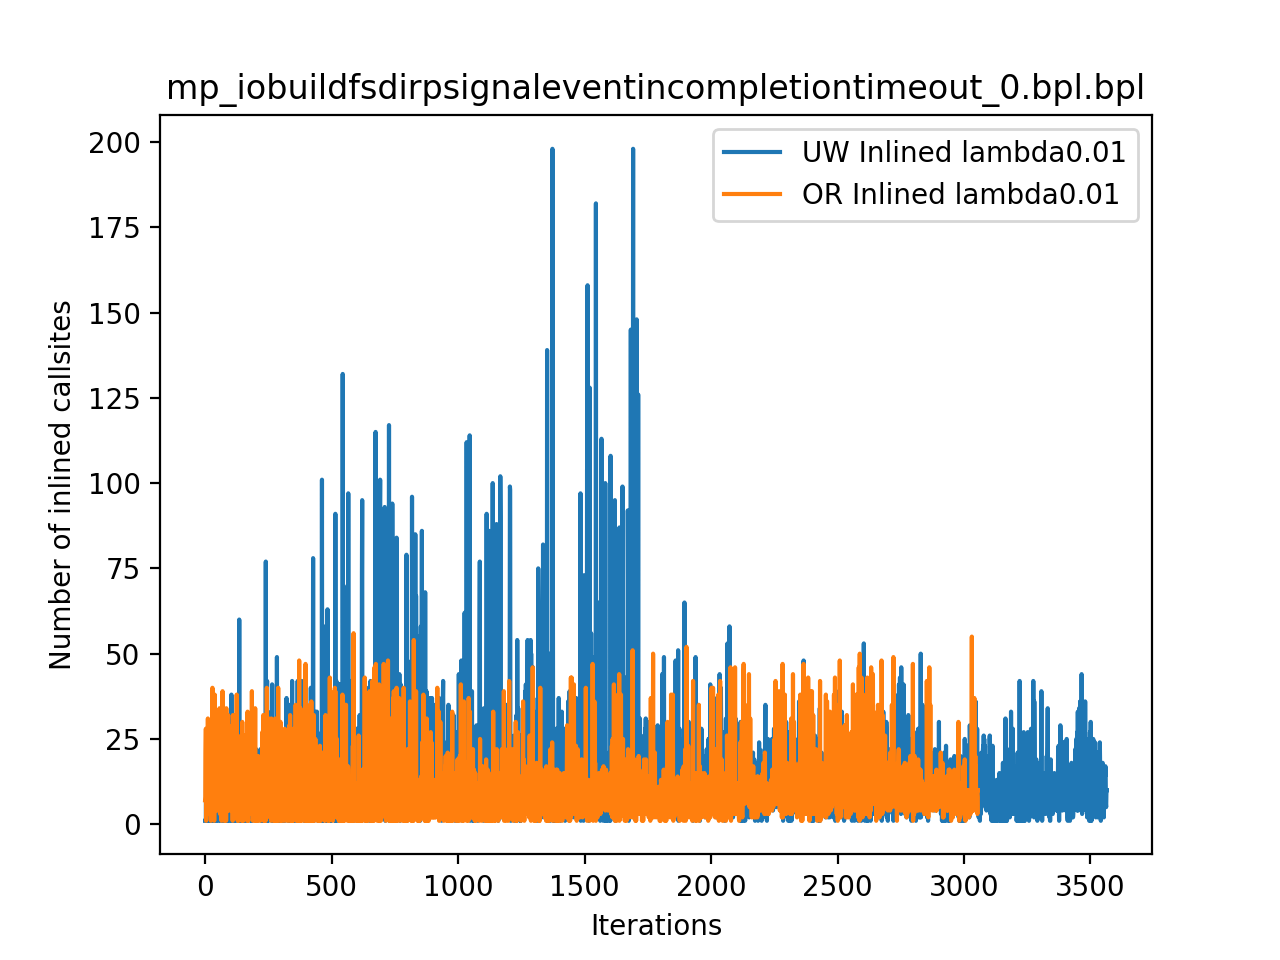 mp_iobuildfsdirpsignaleventincompletiontimeout_0.bpl.bpl
UW Inlined lambda0.01
OR Inlined lambda0.01
200
175
150
125
100
75
50
25
0
Number of inlined callsites
0 500 1000 1500 2000 2500 3000 3500
Iterations